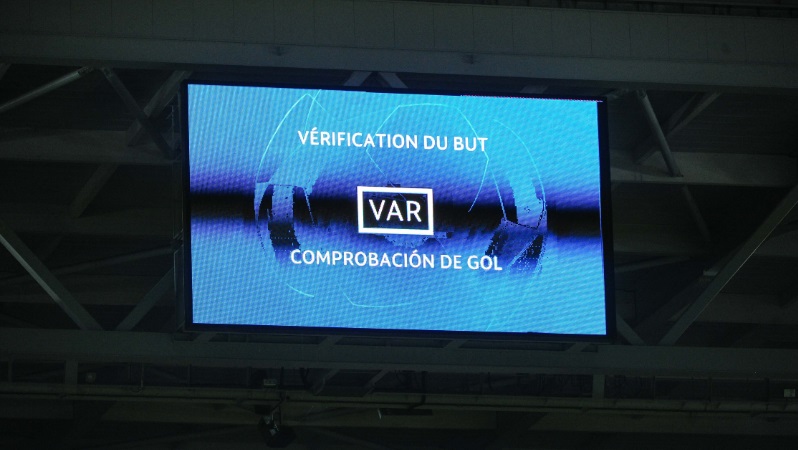 VÉRIFICATION DU BUT
VAR
COMPROBACIÓN DE GOL